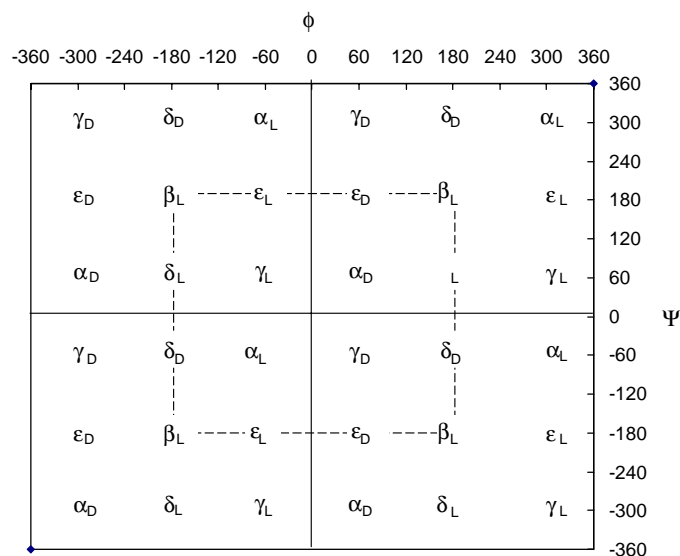 ϕ
-360 -300 -240 -180 -120 -60 0 60 120 180 240 300 360
360
γD δD αL γD δD αL 300
240
εD βL εL εD βL εL 180
120
αD δL γL αD L γL 60
0 Ψ
γD δD αL γD δD αL -60
-120
εD βL εL εD βL εL -180
-240
αD δL γL αD δL γL -300
-360